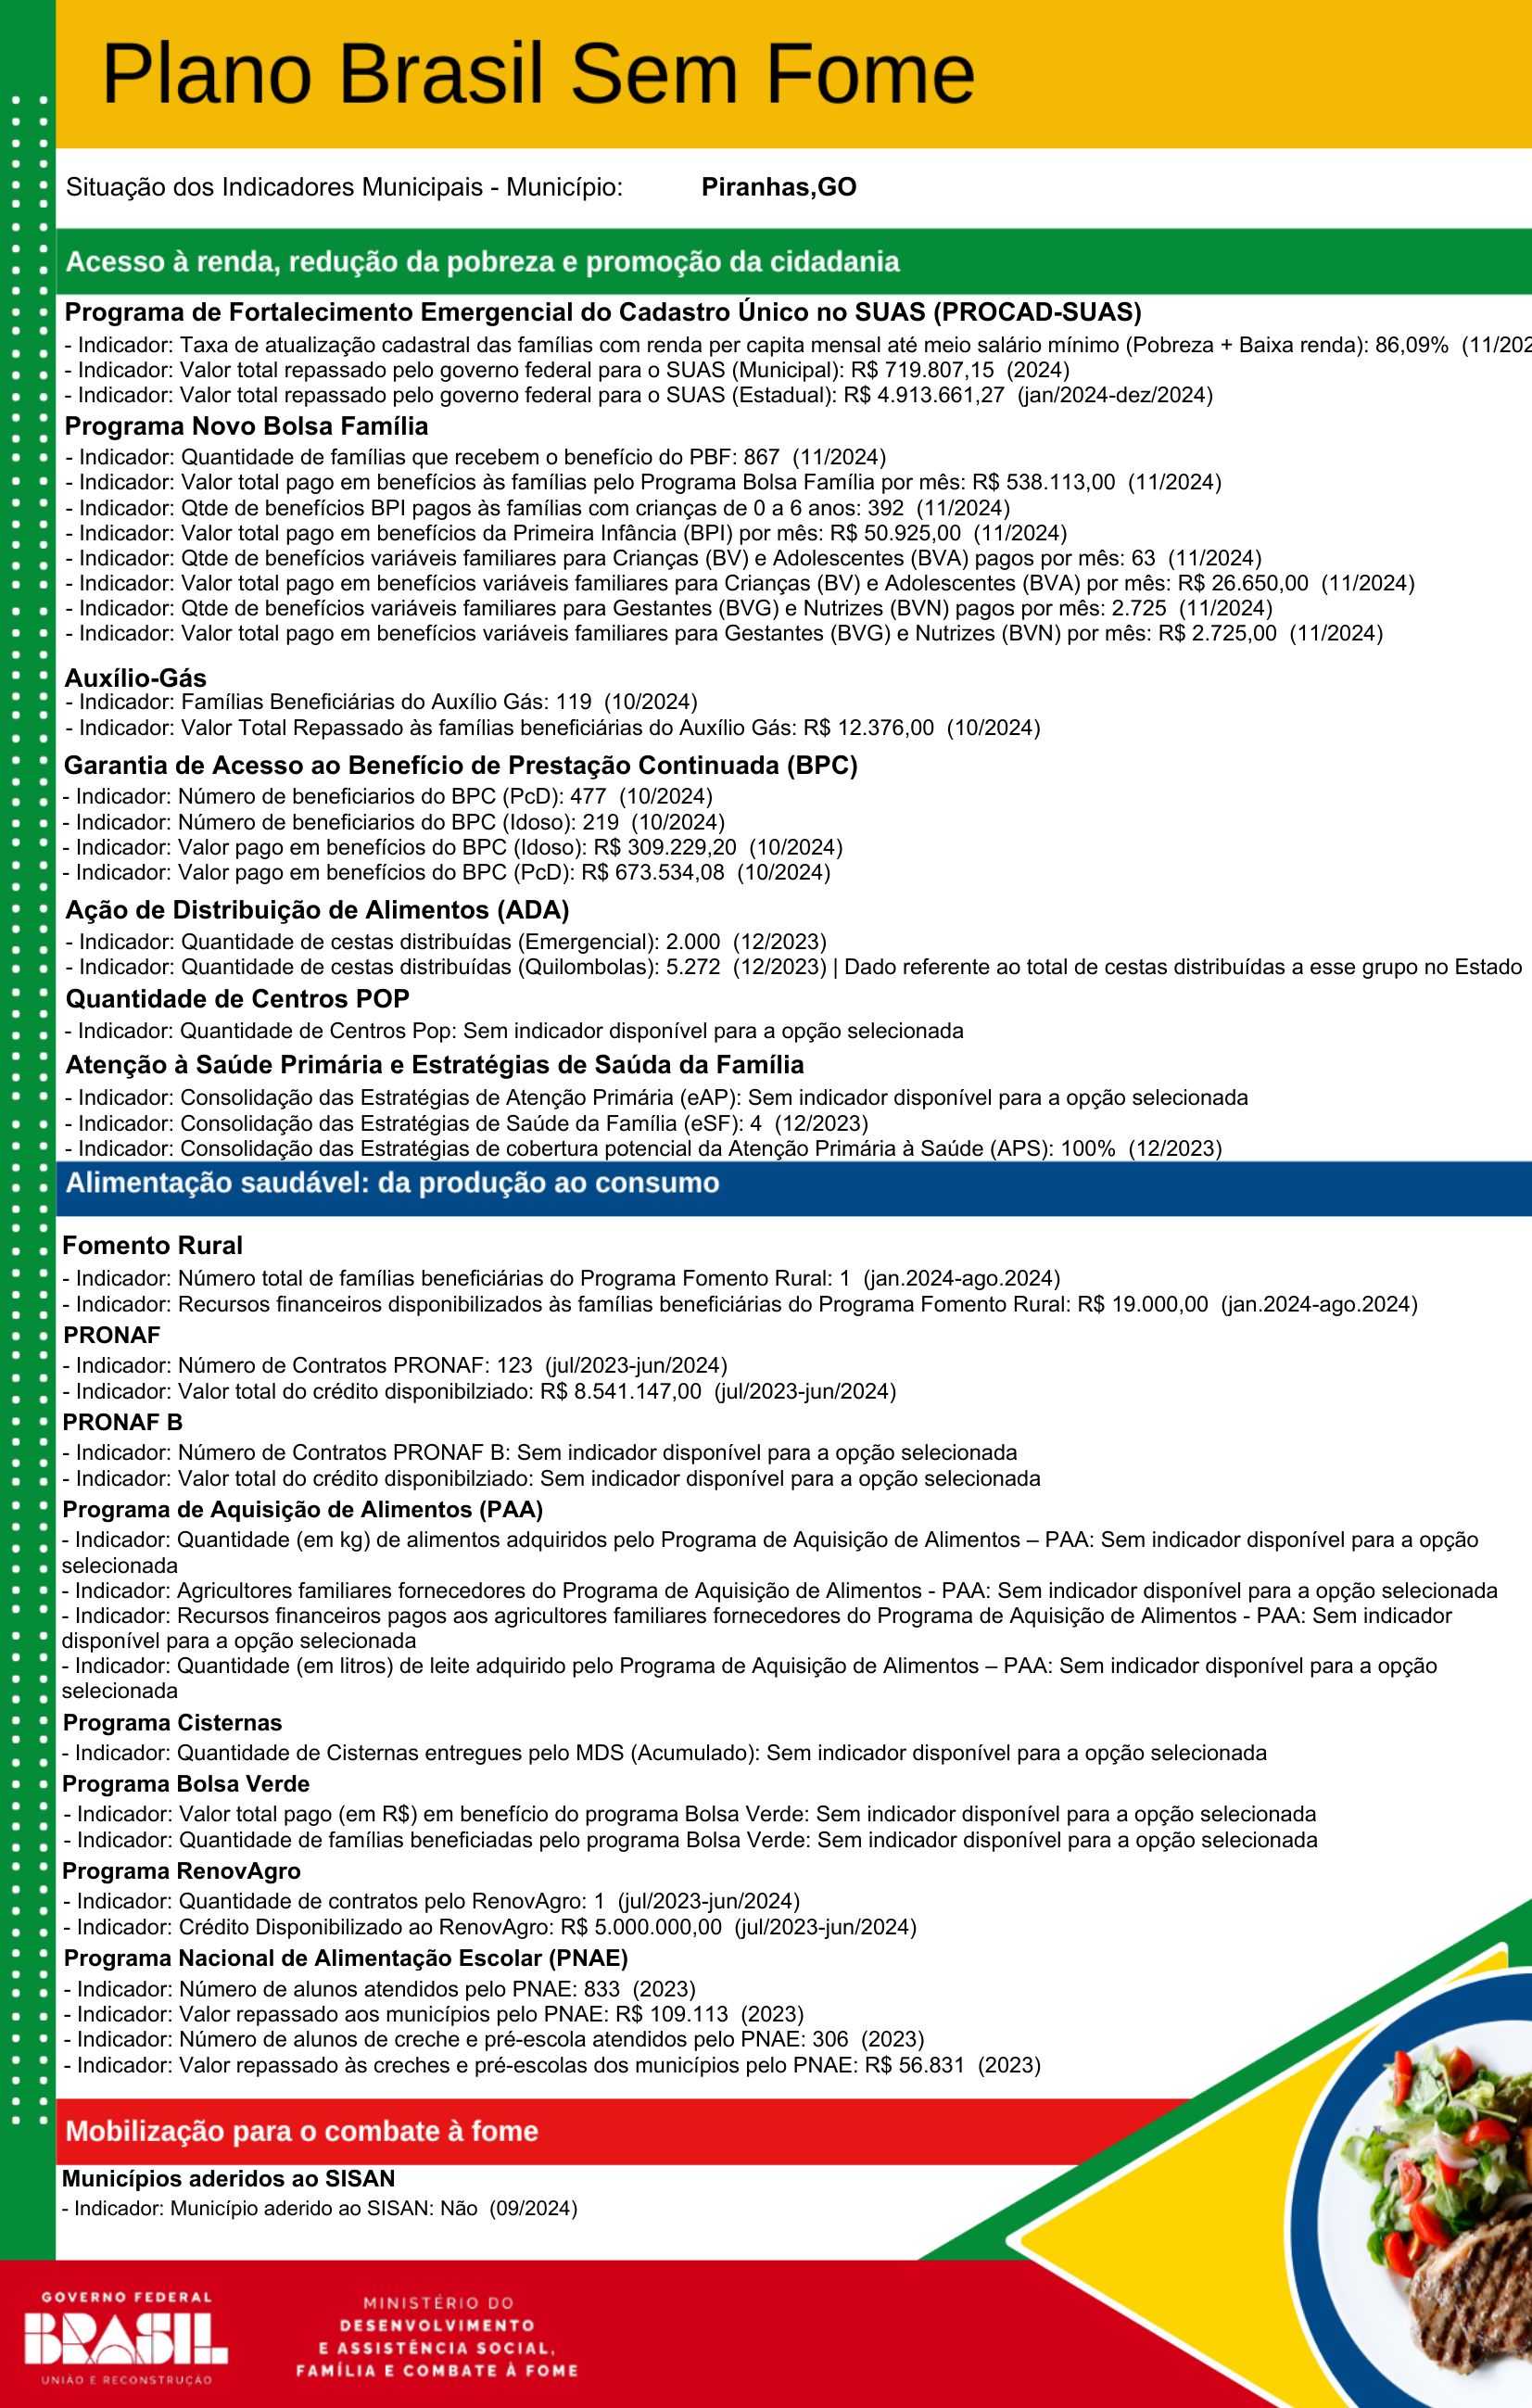 Plano Brasil Sem Fome
Situação dos Indicadores Municipais - Município: Piranhas,GO
Acesso à renda, redução da pobreza e promoção da cidadania
Programa de Fortalecimento Emergencial do Cadastro Único no SUAS (PROCAD-SUAS)
- Indicador: Taxa de atualização cadastral das famílias com renda per capita mensal até meio salário mínimo (Pobreza + Baixa renda): 86,09% (11/202
- Indicador: Valor total repassado pelo governo federal para o SUAS (Municipal): R$ 719.807,15 (2024)
- Indicador: Valor total repassado pelo governo federal para o SUAS (Estadual): R$ 4.913.661,27 (jan/2024-dez/2024)
Programa Novo Bolsa Família
- Indicador: Quantidade de famílias que recebem o benefício do PBF: 867 (11/2024)
- Indicador: Valor total pago em benefícios às famílias pelo Programa Bolsa Família por mês: R$ 538.113,00 (11/2024)
- Indicador: Qtde de benefícios BPI pagos às famílias com crianças de 0 a 6 anos: 392 (11/2024)
- Indicador: Valor total pago em benefícios da Primeira Infância (BPI) por mês: R$ 50.925,00 (11/2024)
- Indicador: Qtde de benefícios variáveis familiares para Crianças (BV) e Adolescentes (BVA) pagos por mês: 63 (11/2024)
- Indicador: Valor total pago em benefícios variáveis familiares para Crianças (BV) e Adolescentes (BVA) por mês: R$ 26.650,00 (11/2024)
- Indicador: Qtde de benefícios variáveis familiares para Gestantes (BVG) e Nutrizes (BVN) pagos por mês: 2.725 (11/2024)
- Indicador: Valor total pago em benefícios variáveis familiares para Gestantes (BVG) e Nutrizes (BVN) por mês: R$ 2.725,00 (11/2024)
Auxílio-Gás
- Indicador: Famílias Beneficiárias do Auxílio Gás: 119 (10/2024)
- Indicador: Valor Total Repassado às famílias beneficiárias do Auxílio Gás: R$ 12.376,00 (10/2024)
Garantia de Acesso ao Benefício de Prestação Continuada (BPC)
- Indicador: Número de beneficiarios do BPC (PcD): 477 (10/2024)
- Indicador: Número de beneficiarios do BPC (Idoso): 219 (10/2024)
- Indicador: Valor pago em benefícios do BPC (Idoso): R$ 309.229,20 (10/2024)
- Indicador: Valor pago em benefícios do BPC (PcD): R$ 673.534,08 (10/2024)
Ação de Distribuição de Alimentos (ADA)
- Indicador: Quantidade de cestas distribuídas (Emergencial): 2.000 (12/2023)
- Indicador: Quantidade de cestas distribuídas (Quilombolas): 5.272 (12/2023) | Dado referente ao total de cestas distribuídas a esse grupo no Estado
Quantidade de Centros POP
- Indicador: Quantidade de Centros Pop: Sem indicador disponível para a opção selecionada
Atenção à Saúde Primária e Estratégias de Saúda da Família
- Indicador: Consolidação das Estratégias de Atenção Primária (eAP): Sem indicador disponível para a opção selecionada
- Indicador: Consolidação das Estratégias de Saúde da Família (eSF): 4 (12/2023)
- Indicador: Consolidação das Estratégias de cobertura potencial da Atenção Primária à Saúde (APS): 100% (12/2023)
Alimentação saudável: da produção ao consumo
Fomento Rural
- Indicador: Número total de famílias beneficiárias do Programa Fomento Rural: 1 (jan.2024-ago.2024)
- Indicador: Recursos financeiros disponibilizados às famílias beneficiárias do Programa Fomento Rural: R$ 19.000,00 (jan.2024-ago.2024)
PRONAF
- Indicador: Número de Contratos PRONAF: 123 (jul/2023-jun/2024)
- Indicador: Valor total do crédito disponibilziado: R$ 8.541.147,00 (jul/2023-jun/2024)
PRONAF B
- Indicador: Número de Contratos PRONAF B: Sem indicador disponível para a opção selecionada
- Indicador: Valor total do crédito disponibilziado: Sem indicador disponível para a opção selecionada
Programa de Aquisição de Alimentos (PAA)
- Indicador: Quantidade (em kg) de alimentos adquiridos pelo Programa de Aquisição de Alimentos – PAA: Sem indicador disponível para a opção
selecionada
- Indicador: Agricultores familiares fornecedores do Programa de Aquisição de Alimentos - PAA: Sem indicador disponível para a opção selecionada
- Indicador: Recursos financeiros pagos aos agricultores familiares fornecedores do Programa de Aquisição de Alimentos - PAA: Sem indicador
disponível para a opção selecionada
- Indicador: Quantidade (em litros) de leite adquirido pelo Programa de Aquisição de Alimentos – PAA: Sem indicador disponível para a opção
selecionada
Programa Cisternas
- Indicador: Quantidade de Cisternas entregues pelo MDS (Acumulado): Sem indicador disponível para a opção selecionada
Programa Bolsa Verde
- Indicador: Valor total pago (em R$) em benefício do programa Bolsa Verde: Sem indicador disponível para a opção selecionada
- Indicador: Quantidade de famílias beneficiadas pelo programa Bolsa Verde: Sem indicador disponível para a opção selecionada
Programa RenovAgro
- Indicador: Quantidade de contratos pelo RenovAgro: 1 (jul/2023-jun/2024)
- Indicador: Crédito Disponibilizado ao RenovAgro: R$ 5.000.000,00 (jul/2023-jun/2024)
Programa Nacional de Alimentação Escolar (PNAE)
- Indicador: Número de alunos atendidos pelo PNAE: 833 (2023)
- Indicador: Valor repassado aos municípios pelo PNAE: R$ 109.113 (2023)
- Indicador: Número de alunos de creche e pré-escola atendidos pelo PNAE: 306 (2023)
- Indicador: Valor repassado às creches e pré-escolas dos municípios pelo PNAE: R$ 56.831 (2023)
Mobilização para o combate à fome
Municípios aderidos ao SISAN
- Indicador: Município aderido ao SISAN: Não (09/2024)
GOVERNO FEDERAL
BRASIL
UNIÃO E RECONSTRUÇÃO
MINISTÉRIO DO
DESENVOLVIMENTO
E ASSISTÊNCIA SOCIAL,
FAMÍLIA E COMBATE À FOME